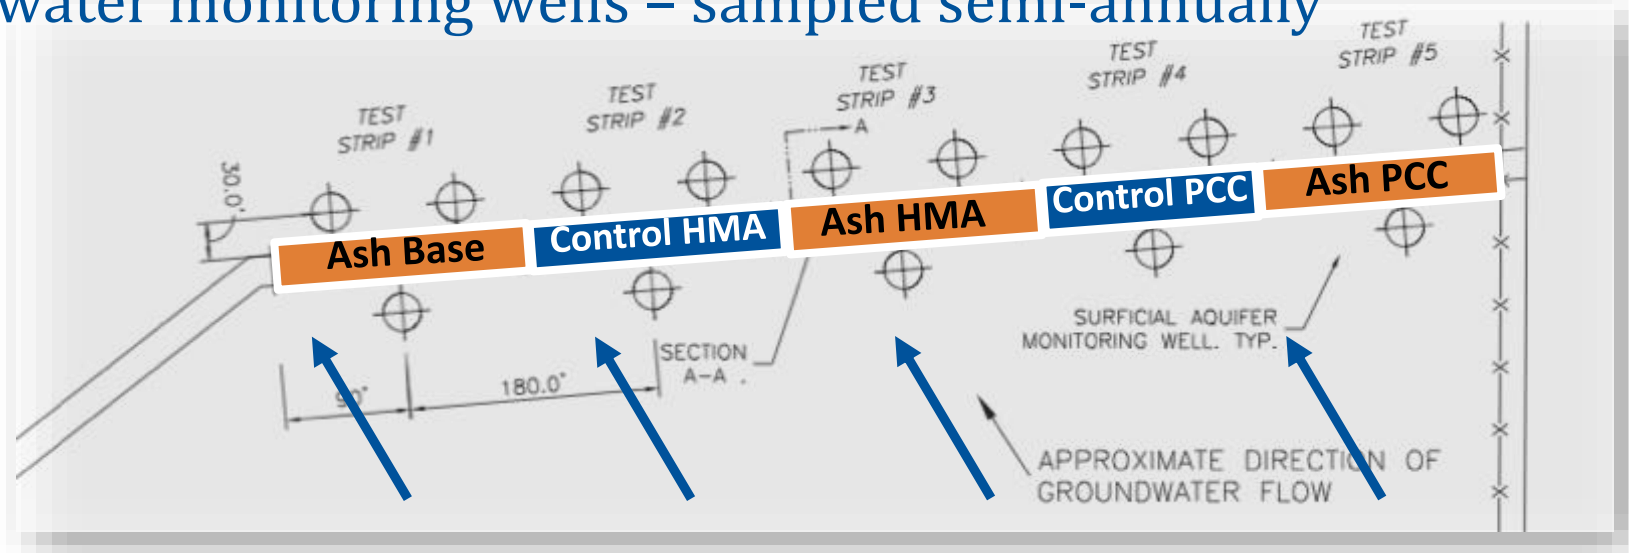 water monitoring wells – sampled semi-annually
TEST
STRIP #1
TEST
STRIP #2
TEST
STRIP #3
TEST
STRIP #4
TEST
STRIP #5
A
30.0'
Ash Base
Control HMA
Ash HMA
Control PCC
Ash PCC
SURFICIAL AQUIFER
MONITORING WELL. TYP.
SECTION
A-A .
90'
180.0'
APPROXIMATE DIRECTION OF
GROUNDWATER FLOW